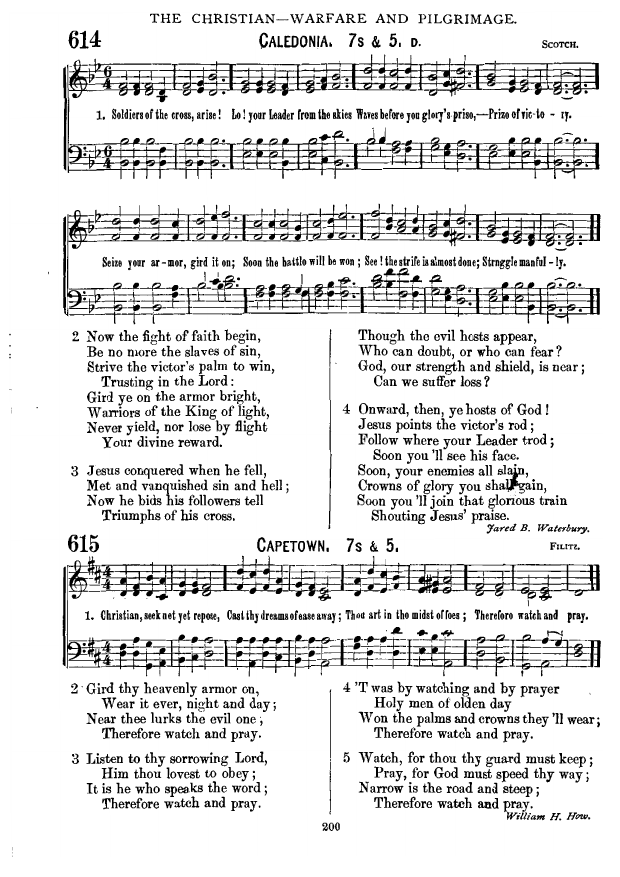 THE CHRISTIAN—WARFARE AND PILGRIMAGE.
614 CALEDONIA. 7s & 5. D. SCOTCH.
1. Soldiers of the cross, arise! Lo! your Leader from the skies Waves before you glory's prize,—Prize of vic-to - ry.
Seize your ar-mor, gird it on; Soon the battle will be won; See! the strife is almost done; Struggle manful-ly.
2 Now the fight of faith begin,
Be no more the slaves of sin,
Strive the victor's palm to win,
Trusting in the Lord:
Gird ye on the armor bright,
Warriors of the King of light,
Never yield, nor lose by flight
Your divine reward.
3 Jesus conquered when he fell,
Met and vanquished sin and hell;
Now he bids his followers tell
Triumphs of his cross.
Though the evil hosts appear,
Who can doubt, or who can fear?
God, our strength and shield, is near;
Can we suffer loss?
4 Onward, then, ye hosts of God!
Jesus points the victor's rod;
Follow where your Leader trod;
Soon you 'll see his face.
Soon, your enemies all slain,
Crowns of glory you shall gain,
Soon you 'll join that glorious train
Shouting Jesus' praise.
Jared B. Waterbury.
615 CAPETOWN. 7s & 5. FILITZ.
1. Christian, seek not yet repose, Cast thy dreams of ease away; Thou art in the midst of foes; Therefore watch and pray.
2 Gird thy heavenly armor on,
Wear it ever, night and day;
Near thee lurks the evil one;
Therefore watch and pray.
3 Listen to thy sorrowing Lord,
Him thou lovest to obey;
It is he who speaks the word;
Therefore watch and pray.
4 'T was by watching and by prayer
Holy men of olden day
Won the palms and crowns they 'll wear;
Therefore watch and pray.
5 Watch, for thou thy guard must keep;
Pray, for God must speed thy way;
Narrow is the road and steep;
Therefore watch and pray.
William H. How.
200